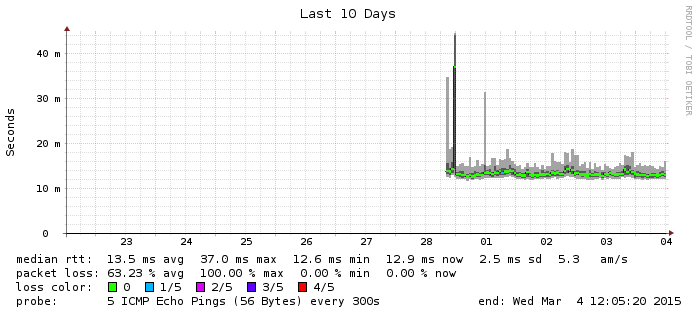 Last 10 Days
RRDTOOL / TOBI OETIKER
Seconds
40 m
30 m
20 m
10 m
0
23 24 25 26 27 28 01 02 03 04
median rtt: 13.5 ms avg 37.0 ms max 12.6 ms min 12.9 ms now 2.5 ms sd 5.3 am/s
packet loss: 63.23 % avg 100.00 % max 0.00 % min 0.00 % now
loss color: 0 1/5 2/5 3/5 4/5
probe: 5 ICMP Echo Pings (56 Bytes) every 300s end: Wed Mar 4 12:05:20 2015